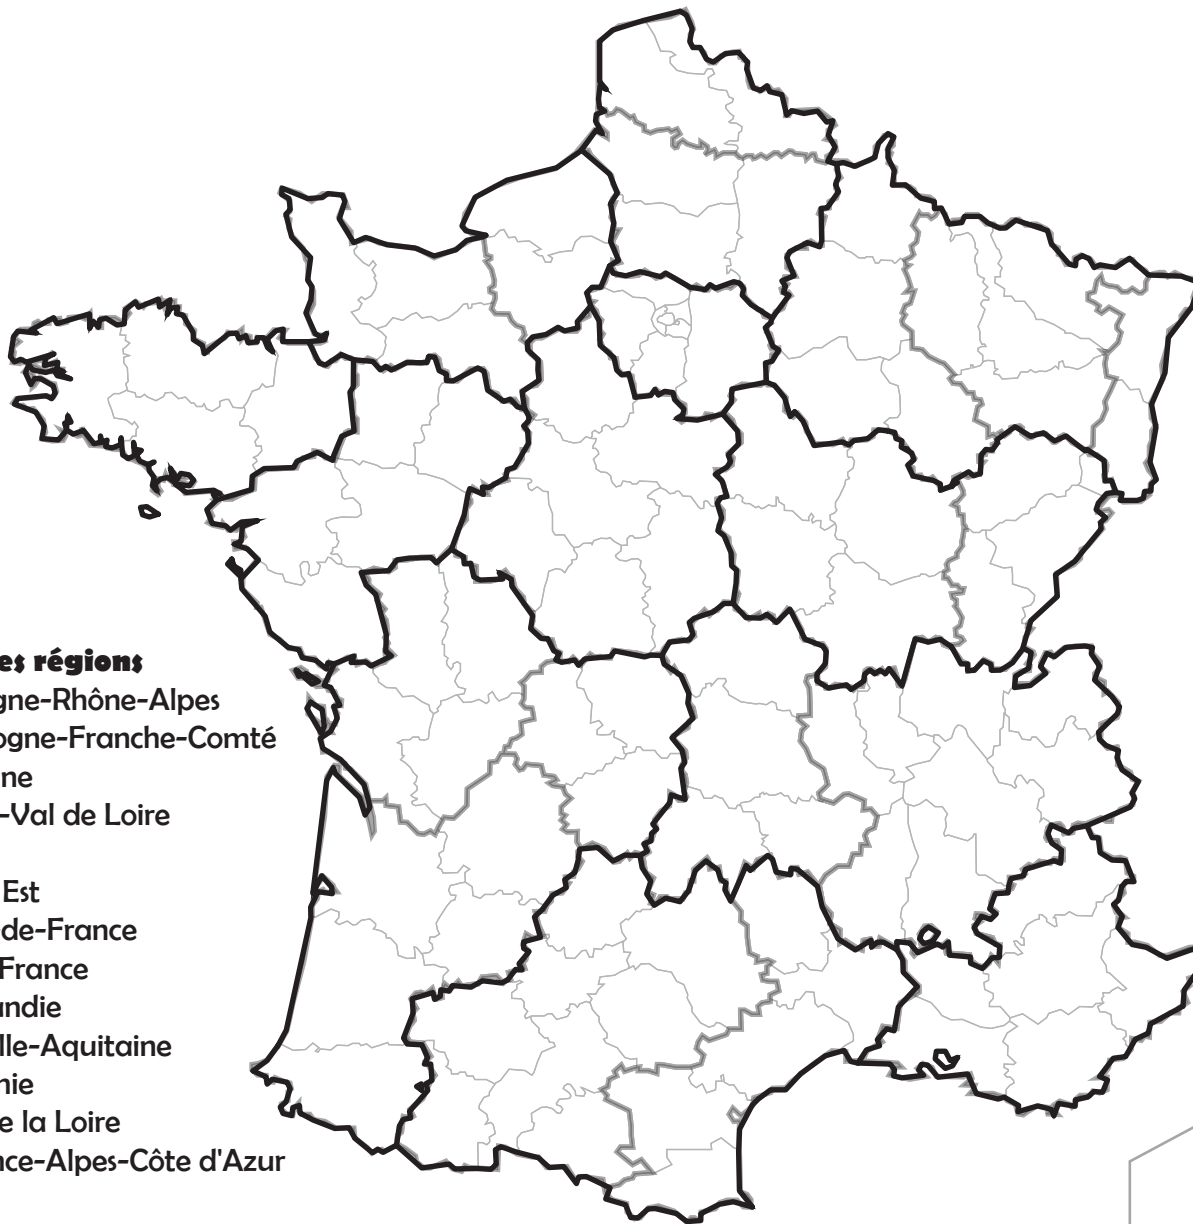 es régions
gne-Rhône-Alpes
ogne-Franche-Comté
ne
-Val de Loire
Est
-de-France
France
andie
lle-Aquitaine
nie
e la Loire
nce-Alpes-Côte d'Azur